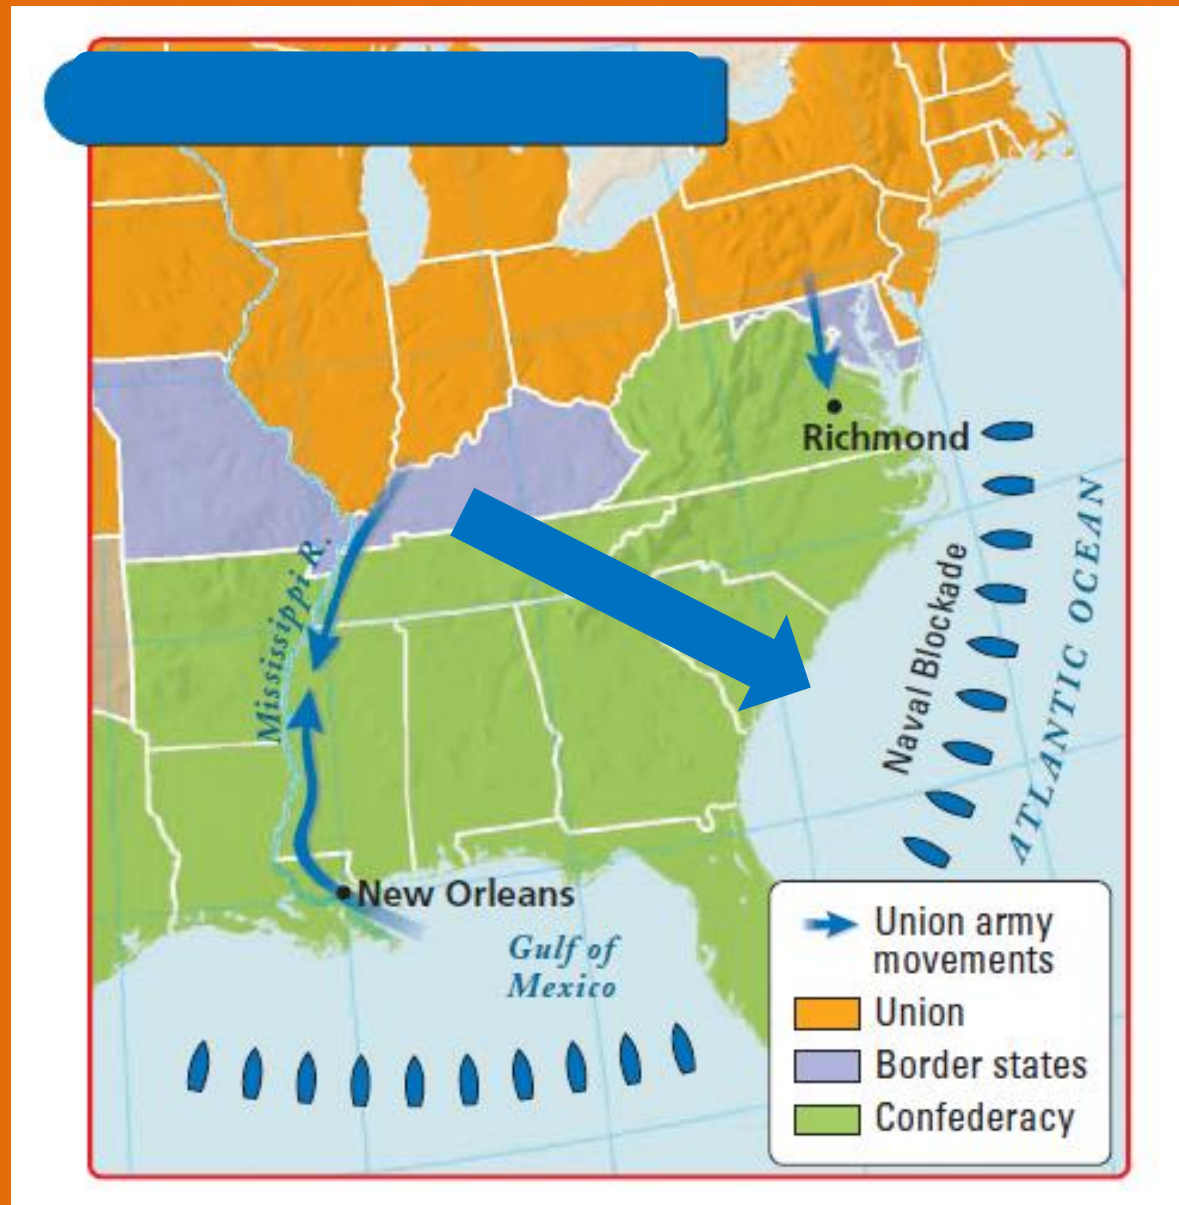 Richmond
Mississippi R.
Naval Blockade
ATLANTIC OCEAN
New Orleans
Gulf of
Mexico
Union army
movements
Union
Border states
Confederacy